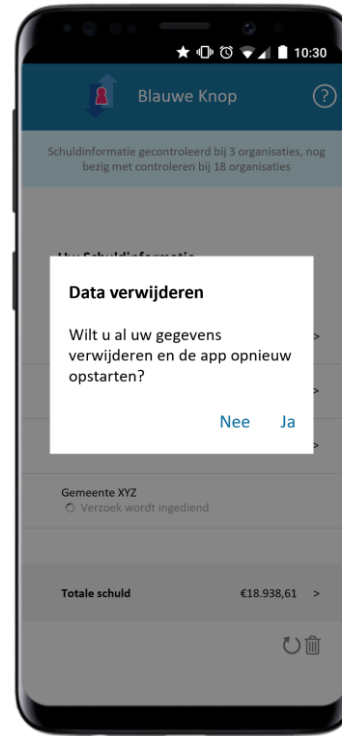 10:30
Blauwe Knop
?
Schuldinformatie gecontroleerd bij 3 organisaties, nog
bezig met controleren bij 18 organisaties
Uw Schuldinformatie
Data verwijderen
Wilt u al uw gegevens
verwijderen en de app opnieuw
opstarten?
Nee Ja
>
>
>
Gemeente XYZ
Verzoek wordt ingediend
Totale schuld €18.938,61 >